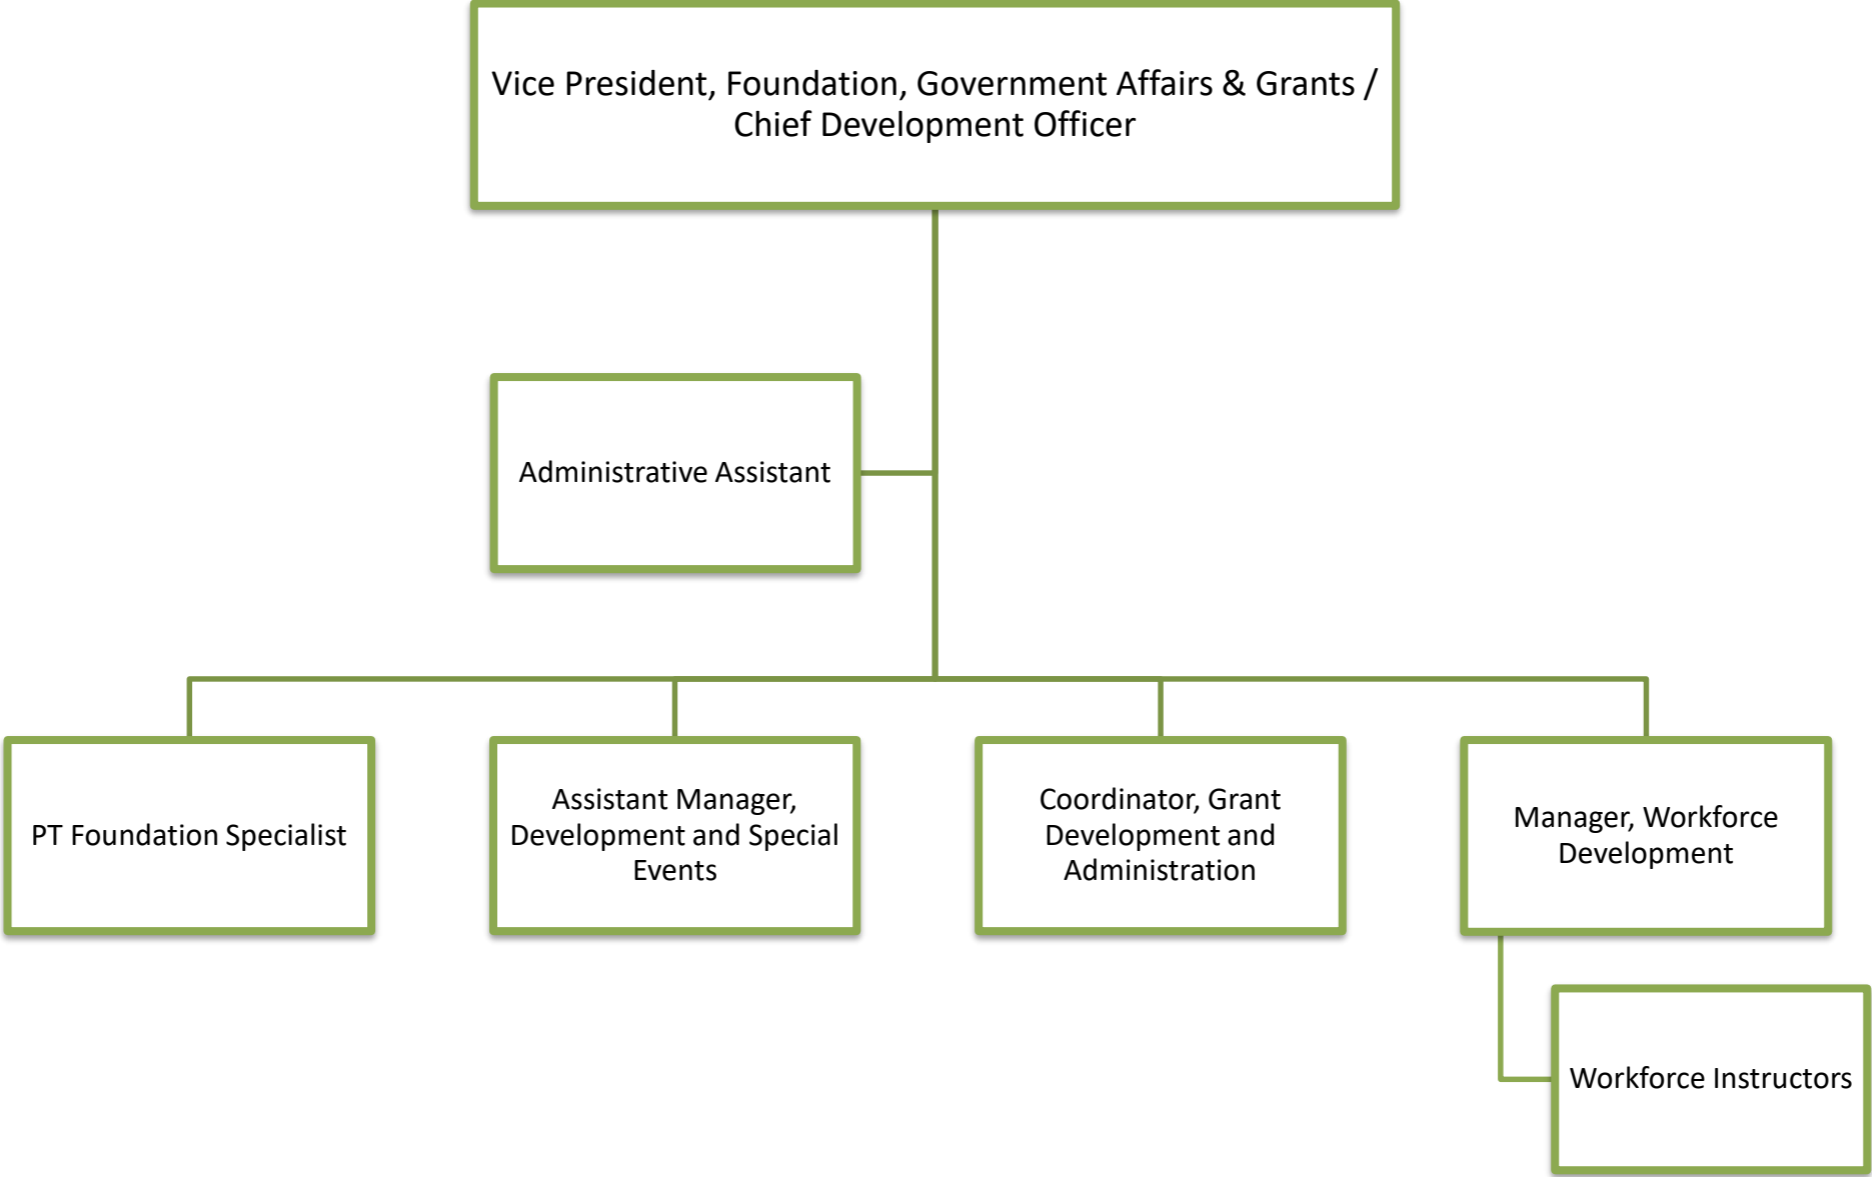 Vice President, Foundation, Government Affairs & Grants /
Chief Development Officer
Administrative Assistant
PT Foundation Specialist
Assistant Manager,
Development and Special
Events
Coordinator, Grant
Development and
Administration
Manager, Workforce
Development
Workforce Instructors